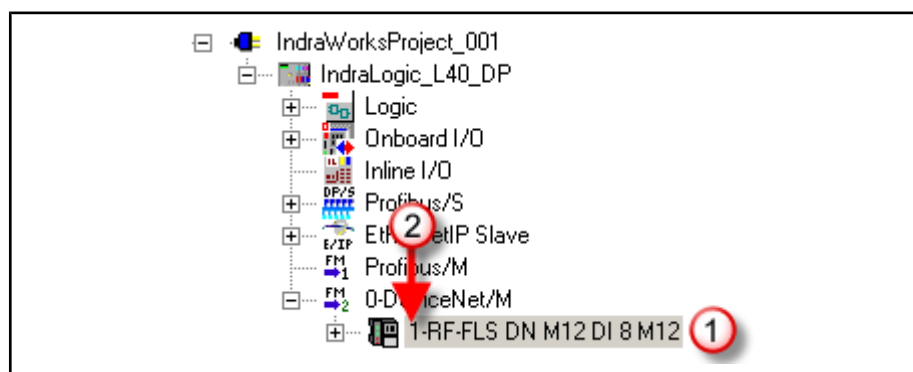 IndraWorksProject_001
IndraLogic_L40_DP
Logic
Onboard I/O
Inline I/O
DP/S Profibus/S
E/IP Slave
FM 1 Profibus/M
FM 2
1-RF-FLS DN M12 DI 8 M12 1
2